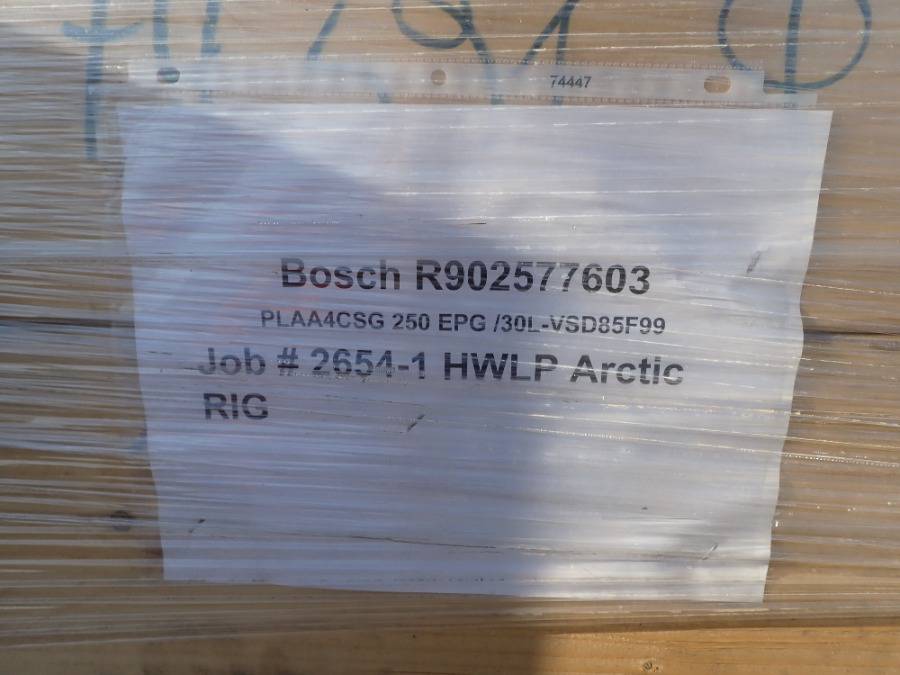 74447
Bosch R902577603
PLAA4CSG 250 EPG /30L-VSD85F99
Job # 2654-1 HWLP Arctic
RIG